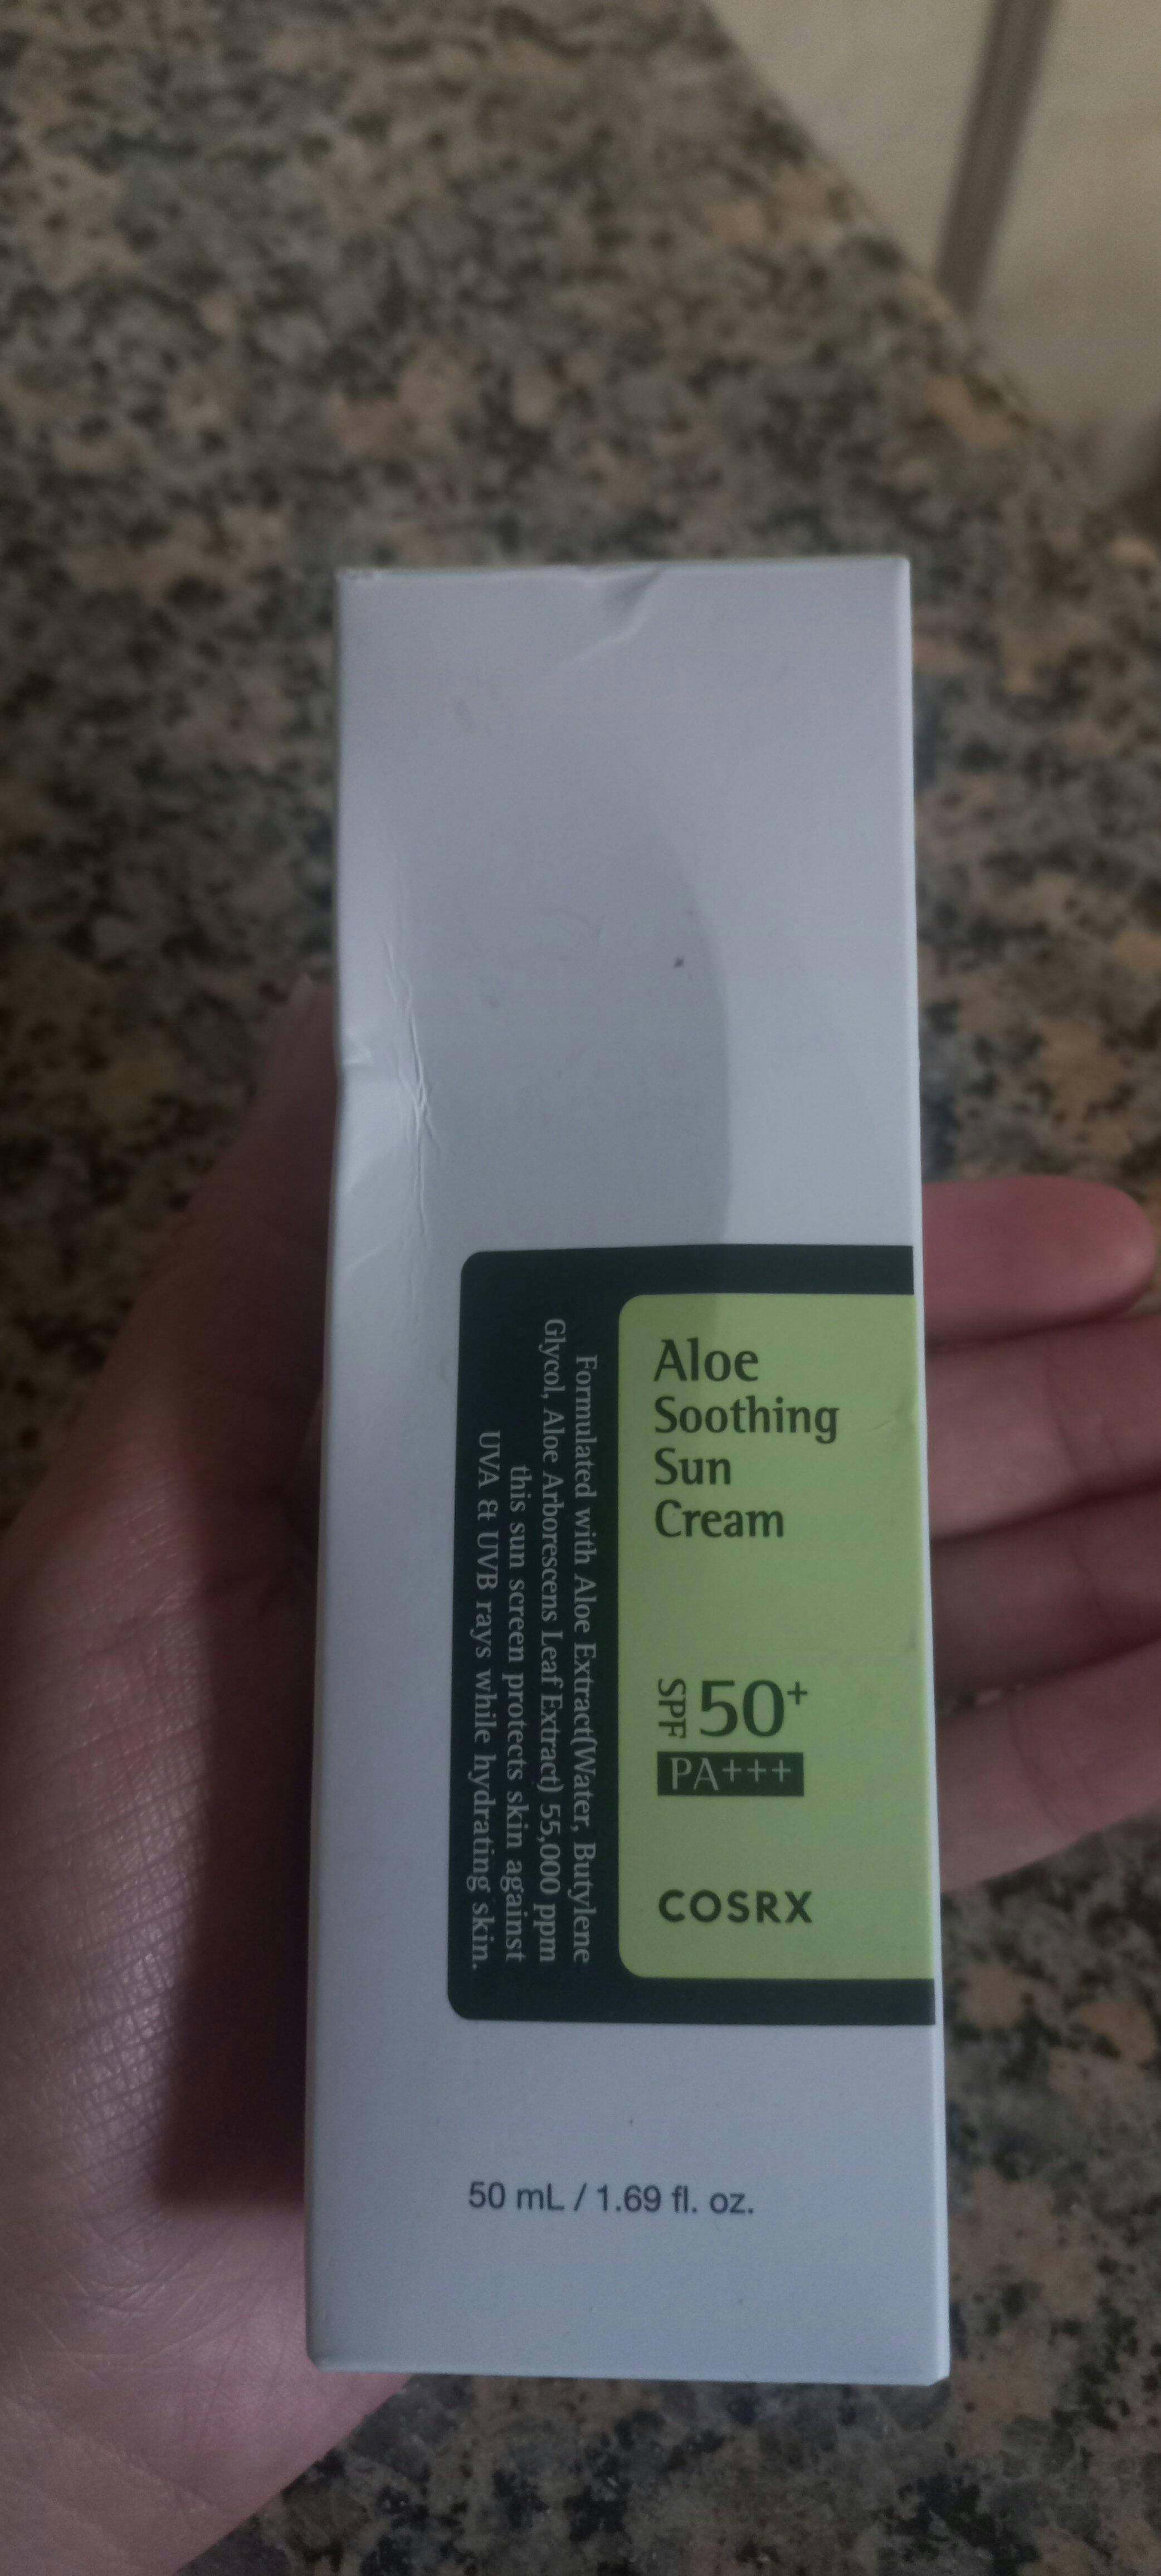 Aloe
Soothing
Sun
Cream
SPF 50+
PA+++
COSRX
Formulated with Aloe Extract(Water, Butylene
Glycol, Aloe Arborescens Leaf Extract) 55,000 ppm
this sun screen protects skin against
UVA & UVB rays while hydrating skin.
50 mL / 1.69 fl. oz.